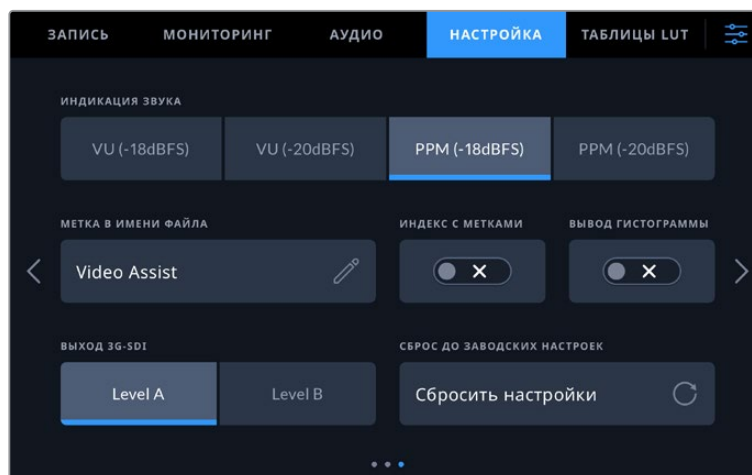 ЗАПИСЬ МОНИТОРИНГ АУДИО НАСТРОЙКА ТАБЛИЦЫ LUT
ИНДИКАЦИЯ ЗВУКА
VU (-18dBFS) VU (-20dBFS) PPM (-18dBFS) PPM (-20dBFS)
МЕТКА В ИМЕНИ ФАЙЛА ИНДЕКС С МЕТКАМИ ВЫВОД ГИСТОГРАММЫ
Video Assist
ВЫХОД 3G-SDI СБРОС ДО ЗАВОДСКИХ НАСТРОЕК
Level A Level B Сбросить настройки